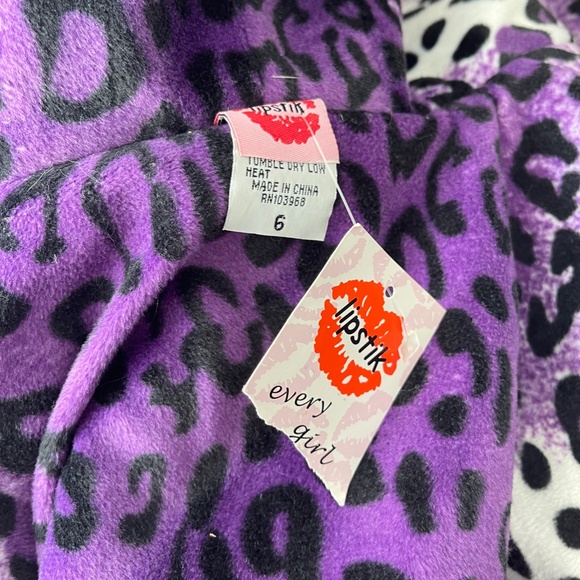 lipstik
TUMBLE DRY LOW
HEAT
MADE IN CHINA
RN103968
6
lipstik
every
girl